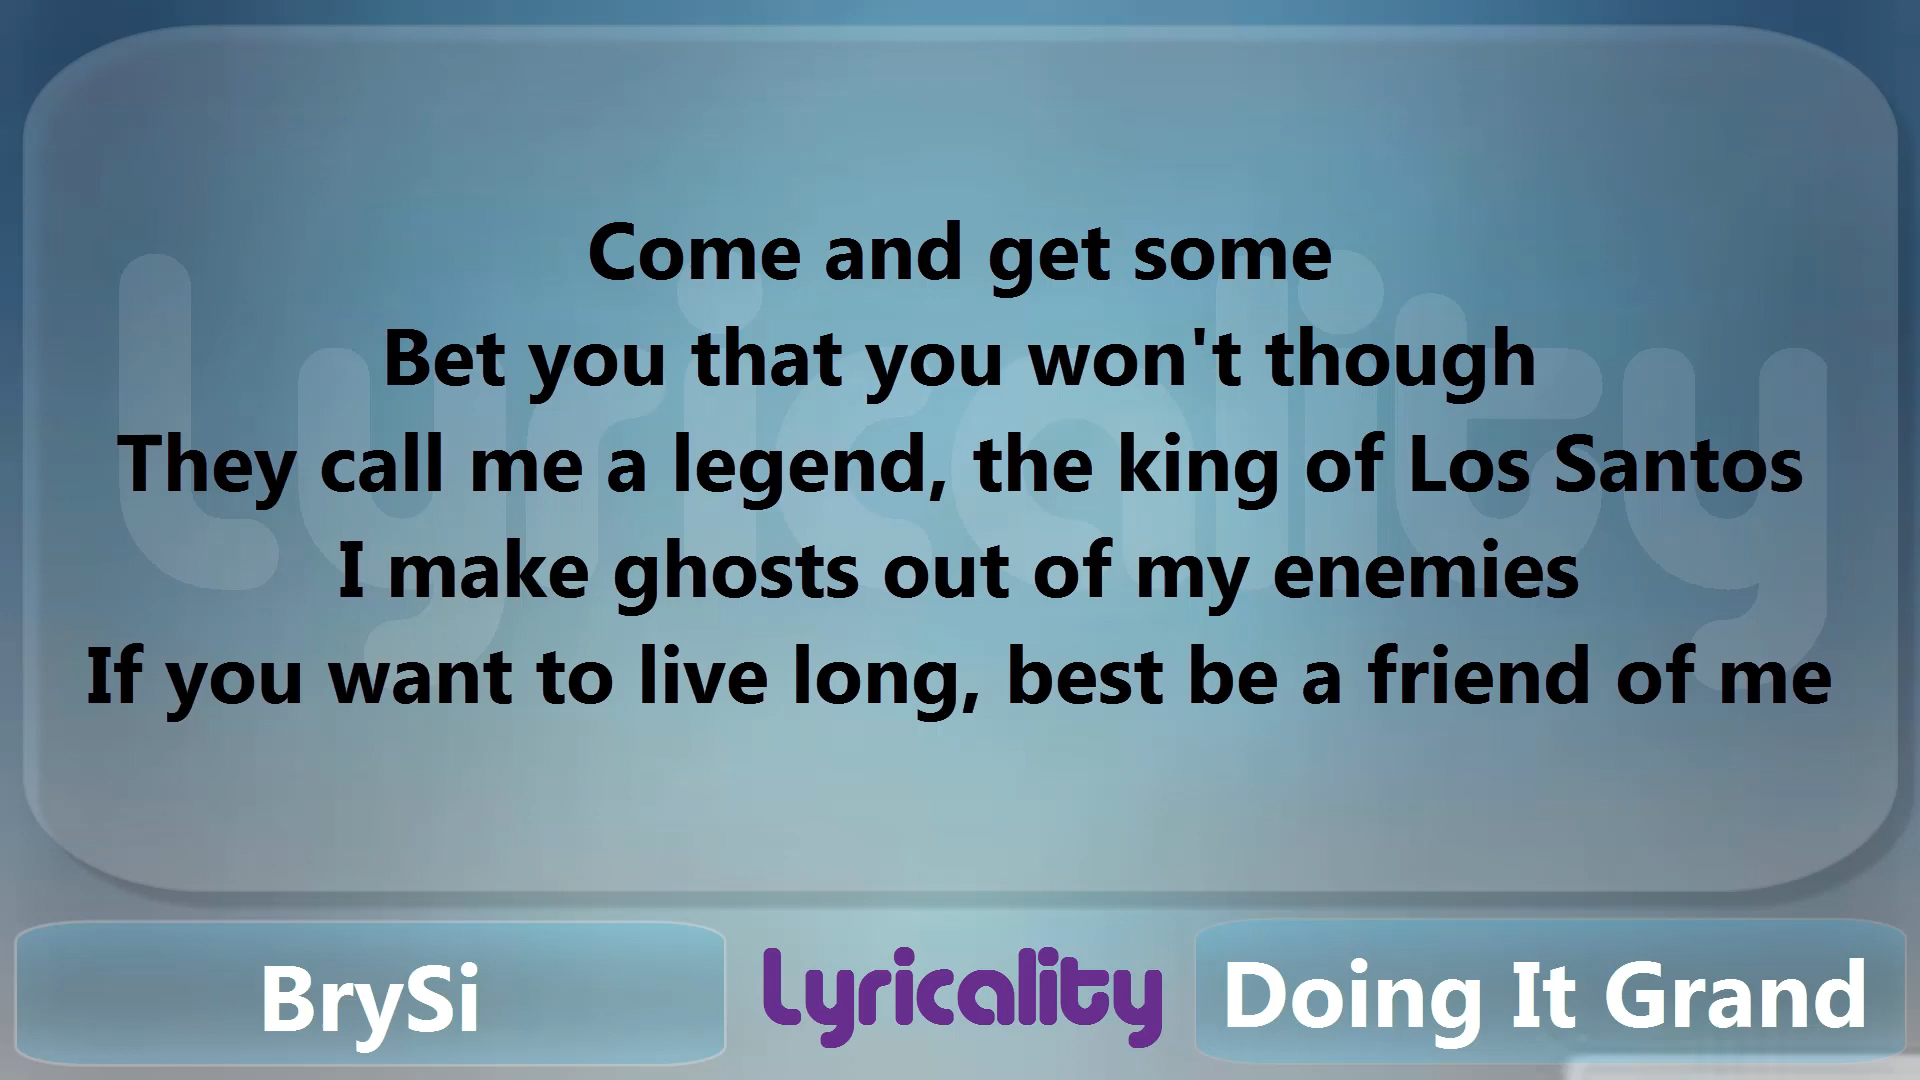 Come and get some
Bet you that you won't though
They call me a legend, the king of Los Santos
I make ghosts out of my enemies
If you want to live long, best be a friend of me
Lyricality
BrySi
Lyricality
Doing It Grand